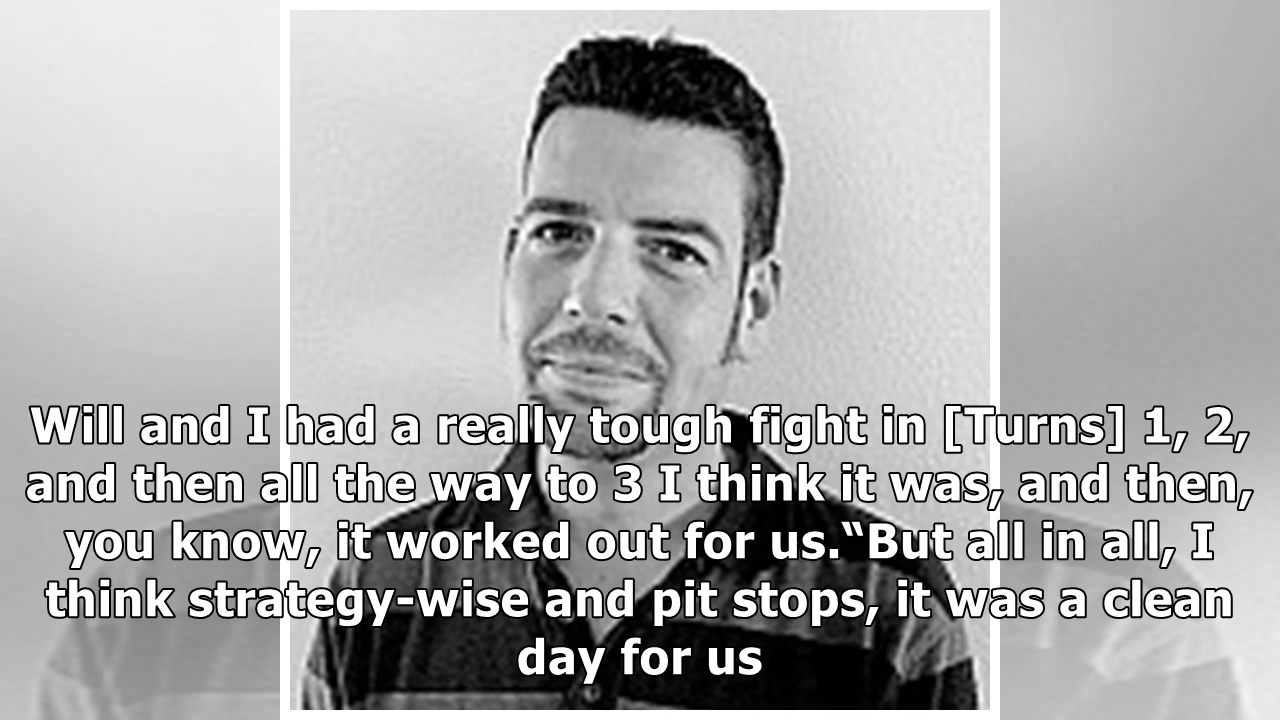 Will and I had a really tough fight in [Turns] 1, 2,
and then all the way to 3 I think it was, and then,
you know, it worked out for us.“But all in all, I
think strategy-wise and pit stops, it was a clean
day for us